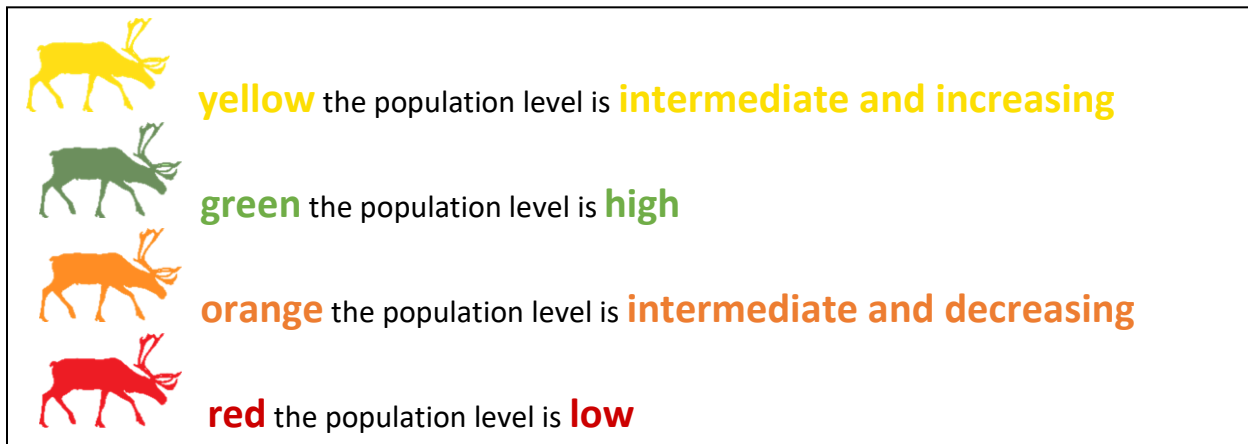 yellow the population level is intermediate and increasing
green the population level is high
orange the population level is intermediate and decreasing
red the population level is low